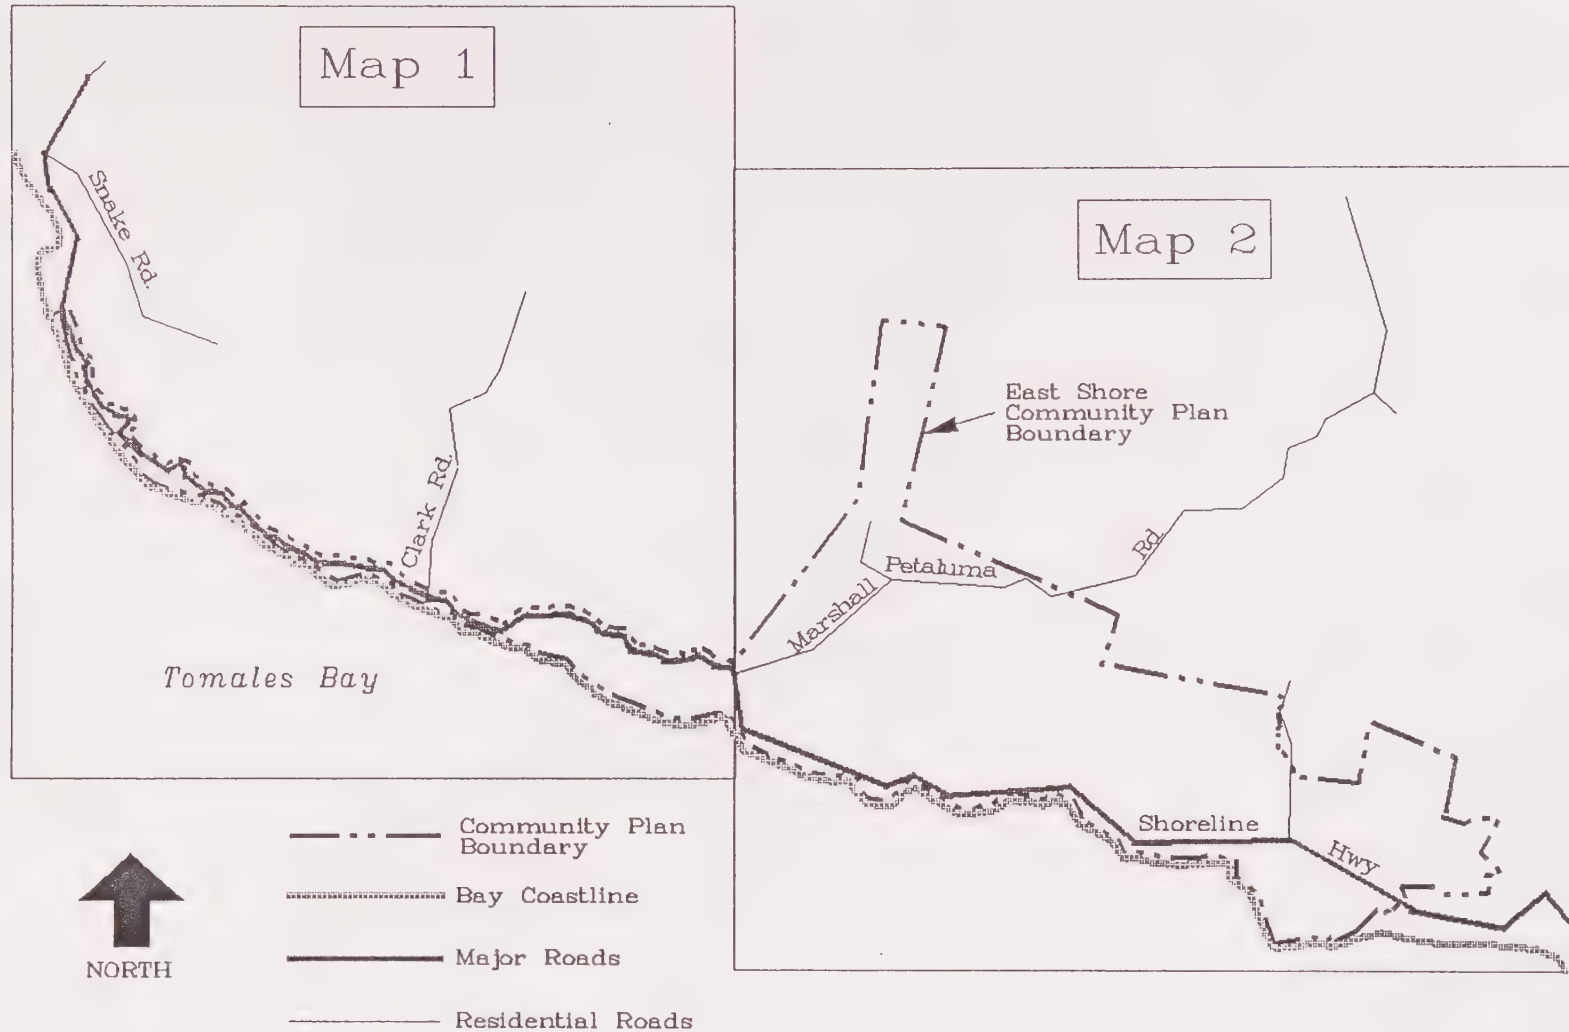 Map 1
Snake Rd.
Clark Rd.
Tomales Bay
Map 2
East Shore
Community Plan
Boundary
Marshall
Petaluma
Rd.
Shoreline
Hwy
NORTH
Community Plan
Boundary
Bay Coastline
Major Roads
Residential Roads